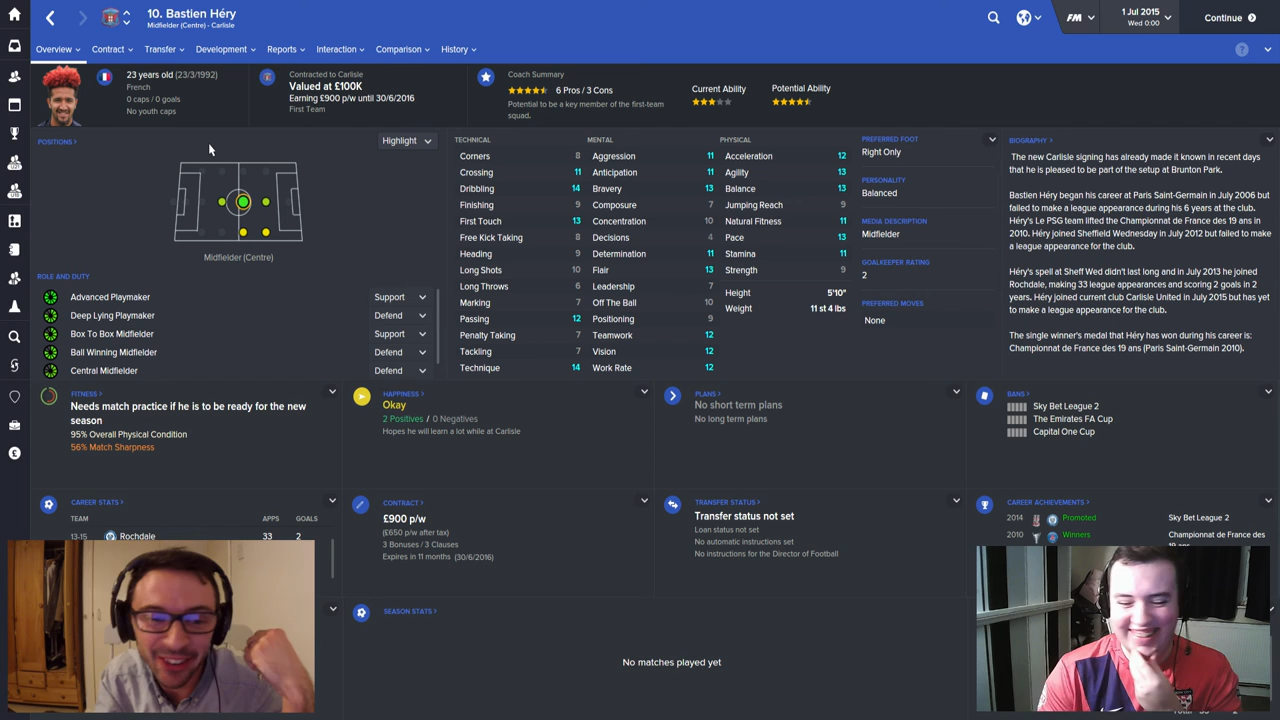 10. Bastien Héry
Midfielder (Centre) - Carlisle
FM
1 Jul 2015
Wed 0:00
Continue
Overview
Contract
Transfer
Development
Reports
Interaction
Comparison
History
23 years old (23/3/1992)
French
0 caps / 0 goals
No youth caps
Contracted to Carlisle
Valued at £100K
Earning £900 p/w until 30/6/2016
First Team
Coach Summary
6 Pros / 3 Cons
Potential to be a key member of the first-team
squad.
Current Ability
Potential Ability
POSITIONS >
Highlight
Midfielder (Centre)
ROLE AND DUTY
Advanced Playmaker Support
Deep Lying Playmaker Defend
Box To Box Midfielder Support
Ball Winning Midfielder Defend
Central Midfielder Defend
TECHNICAL
Corners 8
Crossing 11
Dribbling 14
Finishing 9
First Touch 13
Free Kick Taking 8
Heading 9
Long Shots 10
Long Throws 6
Marking 7
Passing 12
Penalty Taking 7
Tackling 7
Technique 14
MENTAL
Aggression 11
Anticipation 11
Bravery 13
Composure 7
Concentration 10
Decisions 4
Determination 11
Flair 13
Leadership 7
Off The Ball 10
Positioning 9
Teamwork 12
Vision 12
Work Rate 12
PHYSICAL
Acceleration 12
Agility 13
Balance 13
Jumping Reach 9
Natural Fitness 11
Pace 13
Stamina 11
Strength 9
Height 5'10"
Weight 11 st 4 lbs
PREFERRED FOOT
Right Only
PERSONALITY
Balanced
MEDIA DESCRIPTION
Midfielder
GOALKEEPER RATING
2
PREFERRED MOVES
None
BIOGRAPHY >
The new Carlisle signing has already made it known in recent days
that he is pleased to be part of the setup at Brunton Park.
Bastien Héry began his career at Paris Saint-Germain in July 2006 but
failed to make a league appearance during his 6 years at the club.
Héry's Le PSG team lifted the Championnat de France des 19 ans in
2010. Héry joined Sheffield Wednesday in July 2012 but failed to make
a league appearance for the club.
Héry's spell at Sheff Wed didn't last long and in July 2013 he joined
Rochdale, making 33 league appearances and scoring 2 goals in 2
years. Héry joined current club Carlisle United in July 2015 but has yet
to make a league appearance for the club.
The single winner's medal that Héry has won during his career is:
Championnat de France des 19 ans (Paris Saint-Germain 2010).
FITNESS >
Needs match practice if he is to be ready for the new
season
95% Overall Physical Condition
56% Match Sharpness
HAPPINESS >
Okay
2 Positives / 0 Negatives
Hopes he will learn a lot while at Carlisle
PLANS >
No short term plans
No long term plans
BANS >
Sky Bet League 2
The Emirates FA Cup
Capital One Cup
CAREER STATS >
TEAM APPS GOALS
13-15 Rochdale 33 2
CONTRACT >
£900 p/w
(£650 p/w after tax)
3 Bonuses / 3 Clauses
Expires in 11 months (30/6/2016)
TRANSFER STATUS >
Transfer status not set
Loan status not set
No automatic instructions set
No instructions for the Director of Football
CAREER ACHIEVEMENTS >
2014 Promoted Sky Bet League 2
2010 Winners Championnat de France des
SEASON STATS >
No matches played yet